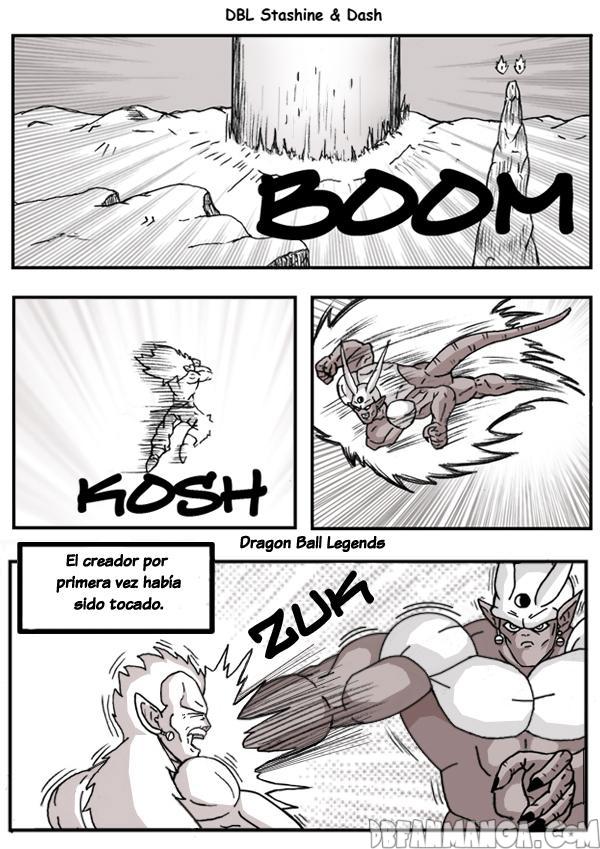 DBL Stashine & Dash
BOOM
KOSH
Dragon Ball Legends
El creador por
primera vez había
sido tocado.
ZUK
DBFANMANGA.COM